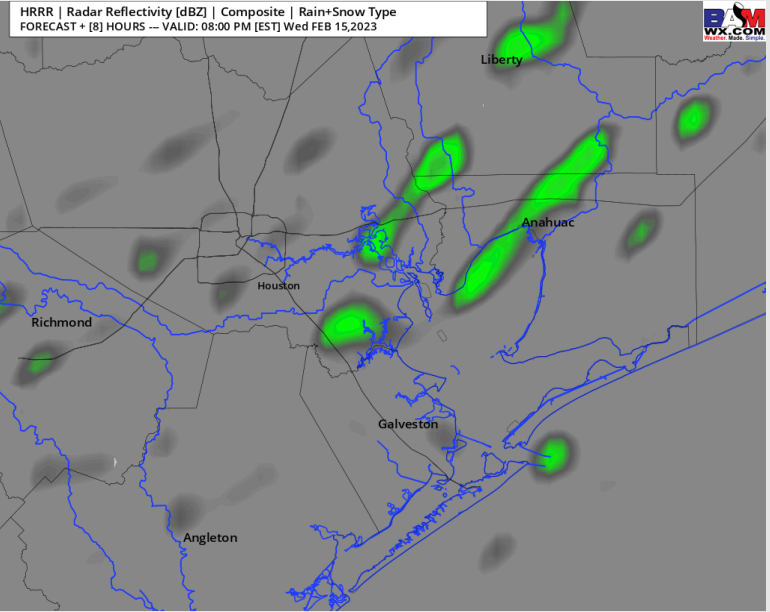 HRRR | Radar Reflectivity [dBZ] | Composite | Rain+Snow Type
FORECAST + [8] HOURS --- VALID: 08:00 PM [EST] Wed FEB 15,2023
BAM
WX.COM
Weather. Made. Simple.
Liberty
Anahuac
Houston
Richmond
Galveston
Angleton